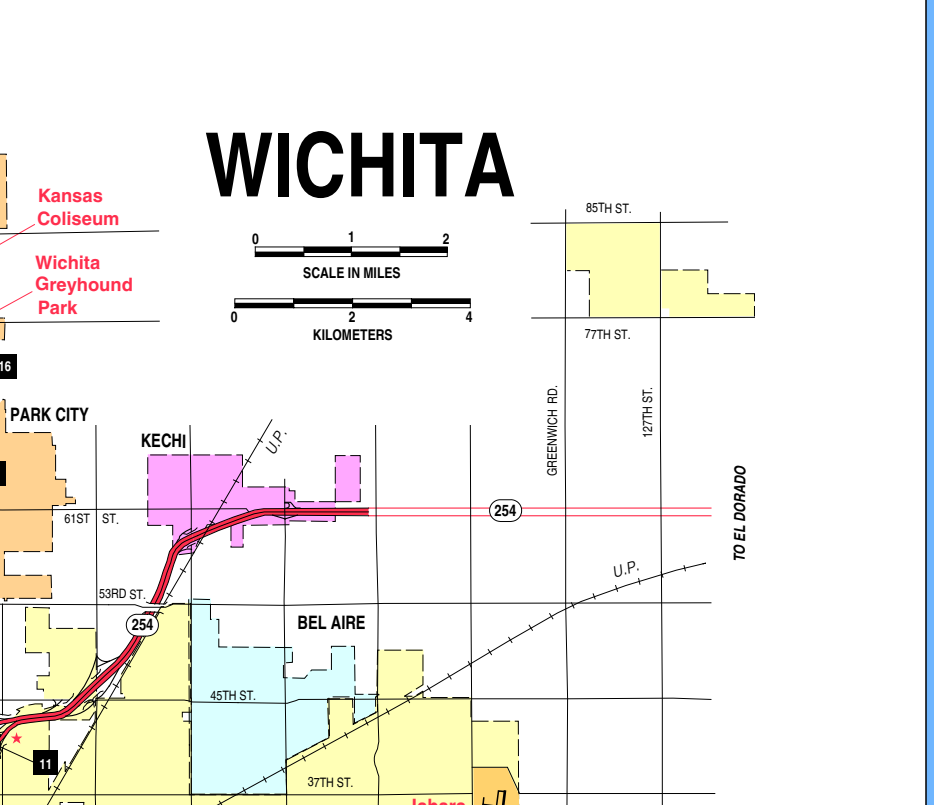 WICHITA
Kansas
Coliseum
85TH ST.
0 1 2
SCALE IN MILES
Wichita
Greyhound
Park
0 2 4
KILOMETERS
77TH ST.
16
GREENWICH RD.
127TH ST.
PARK CITY
KECHI
U.P.
TO EL DORADO
254
61ST ST.
U.P.
53RD ST.
254
BEL AIRE
45TH ST.
11
37TH ST.